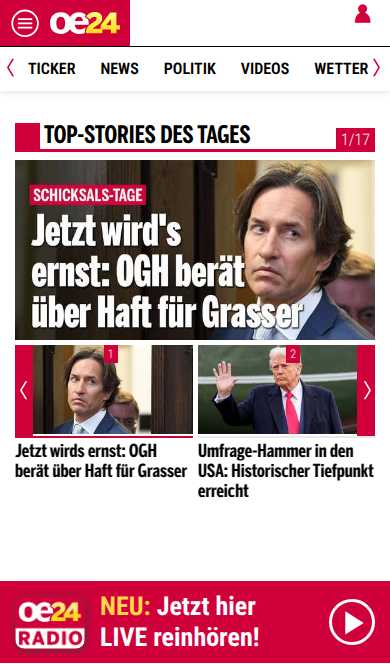 oe24
TICKER NEWS POLITIK VIDEOS WETTER
TOP-STORIES DES TAGES
1/17
SCHICKSALS-TAGE
Jetzt wird's
ernst: OGH berät
über Haft für Grasser
1
2
Jetzt wirds ernst: OGH
berät über Haft für Grasser
Umfrage-Hammer in den
USA: Historischer Tiefpunkt
erreicht
oe24
RADIO
NEU: Jetzt hier
LIVE reinhören!